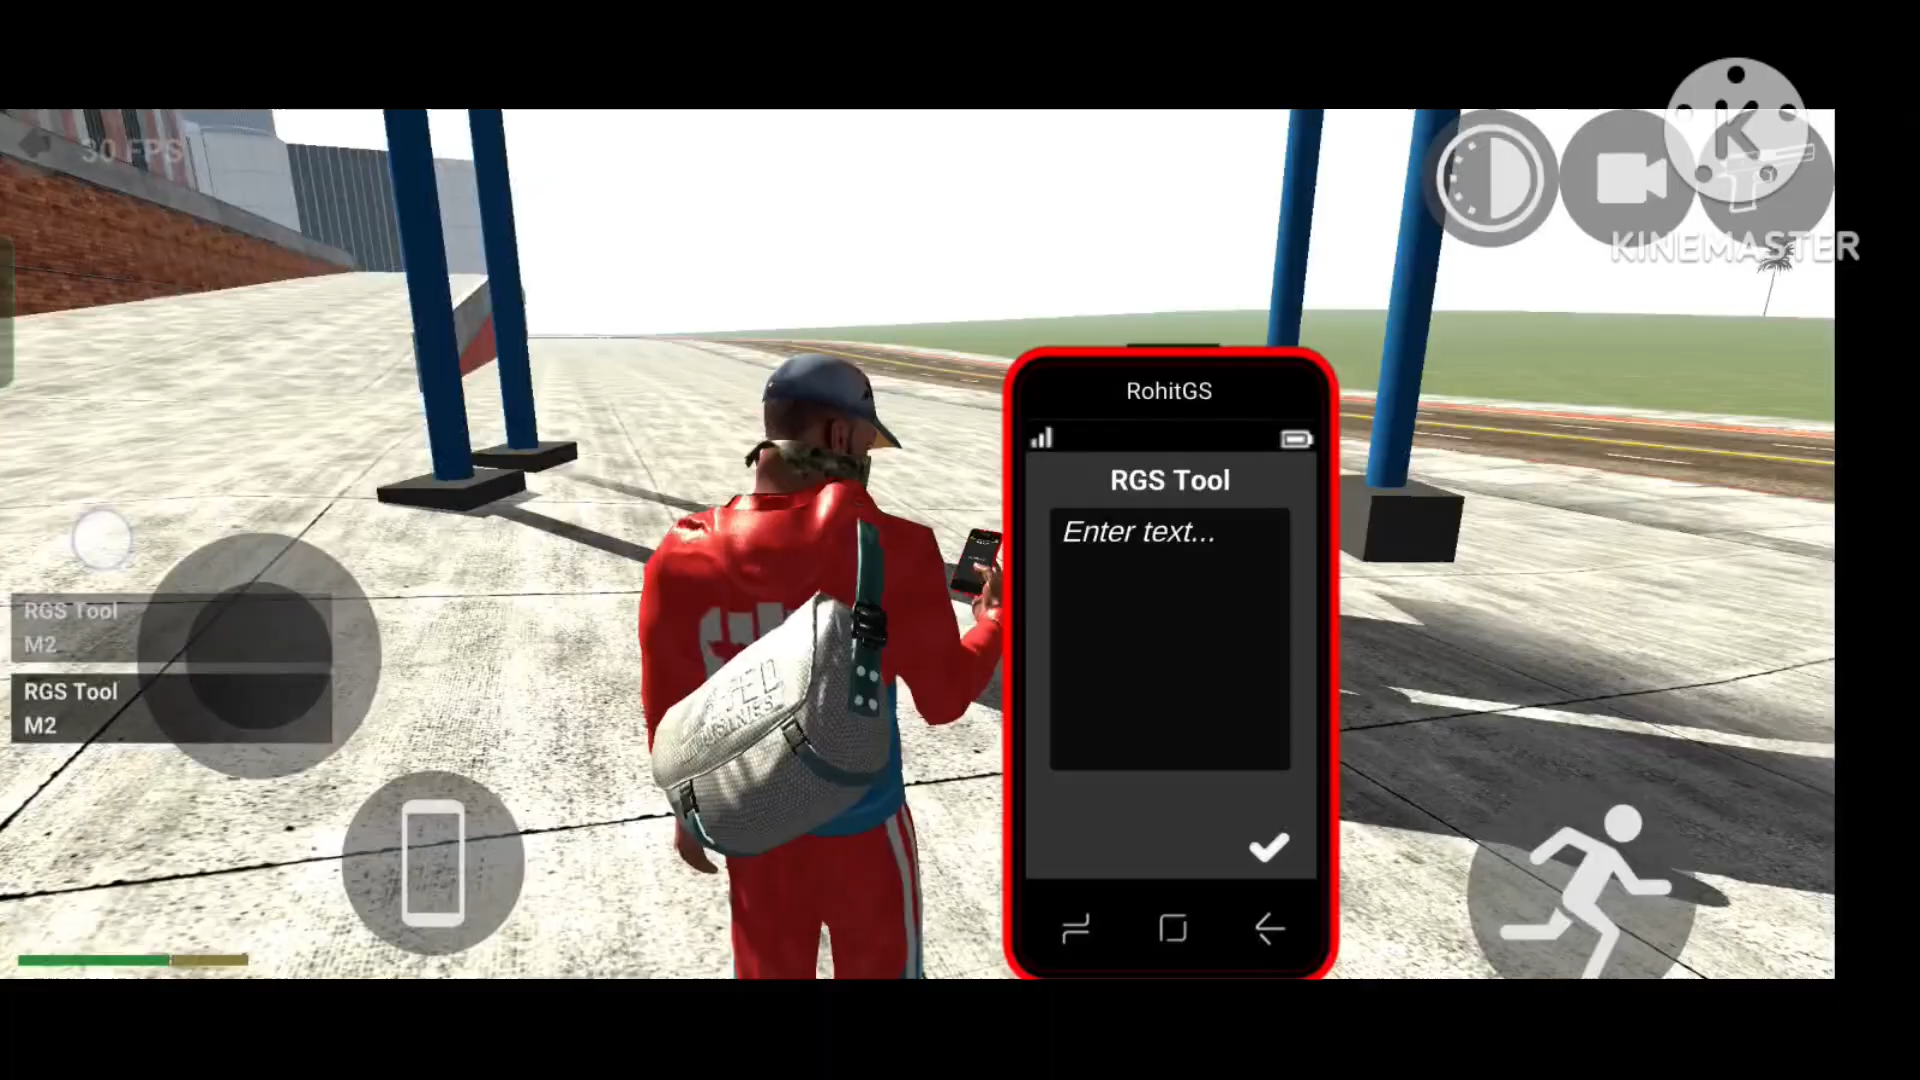 30 FPS
K
KINEMASTER
RohitGS
RGS Tool
Enter text...
RGS Tool
M2
RGS Tool
M2